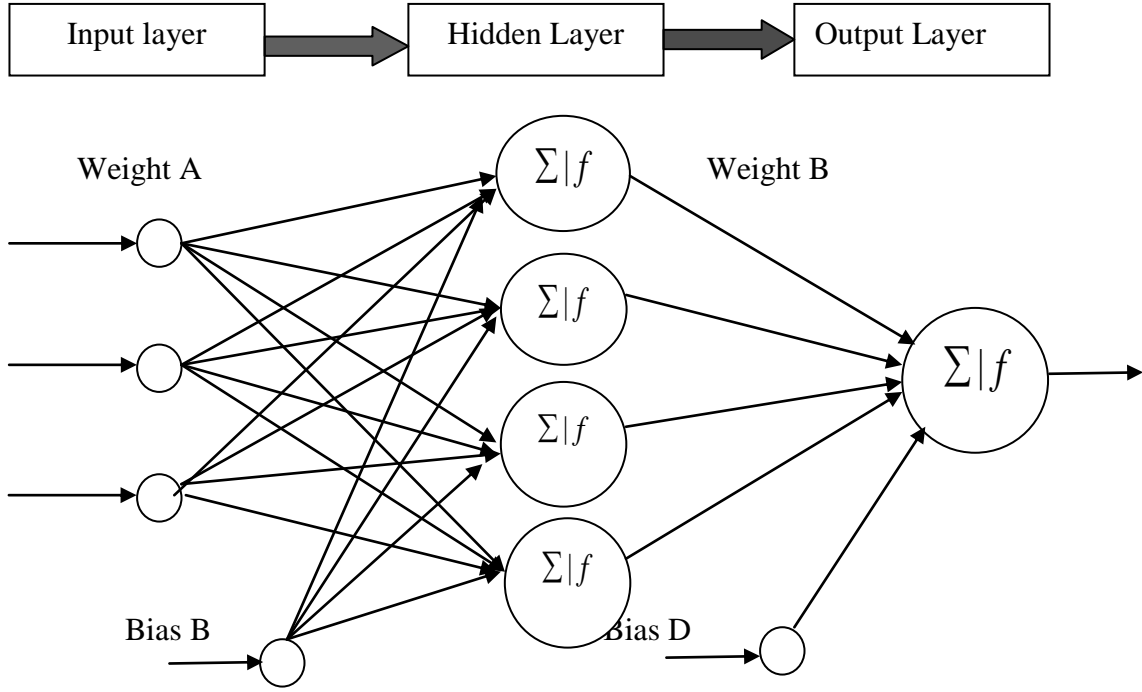 Input layer
Hidden Layer
Output Layer
Weight A
∑|f
Weight B
∑|f
∑|f
∑|f
∑|f
Bias B
Bias D